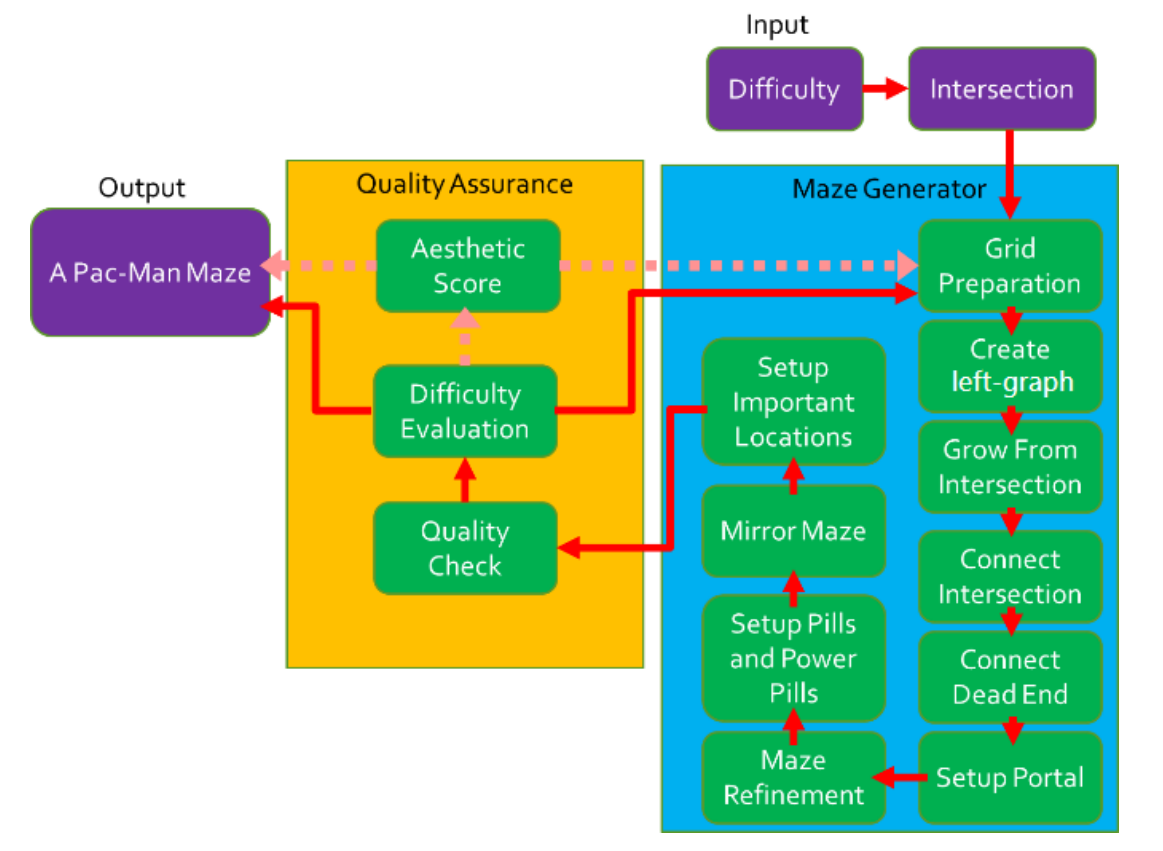 Input
Difficulty
Intersection
Output
A Pac-Man Maze
Quality Assurance
Aesthetic
Score
Difficulty
Evaluation
Quality
Check
Maze Generator
Grid
Preparation
Create
left-graph
Grow From
Intersection
Connect
Intersection
Connect
Dead End
Setup Portal
Maze
Refinement
Setup Pills
and Power
Pills
Mirror Maze
Setup
Important
Locations